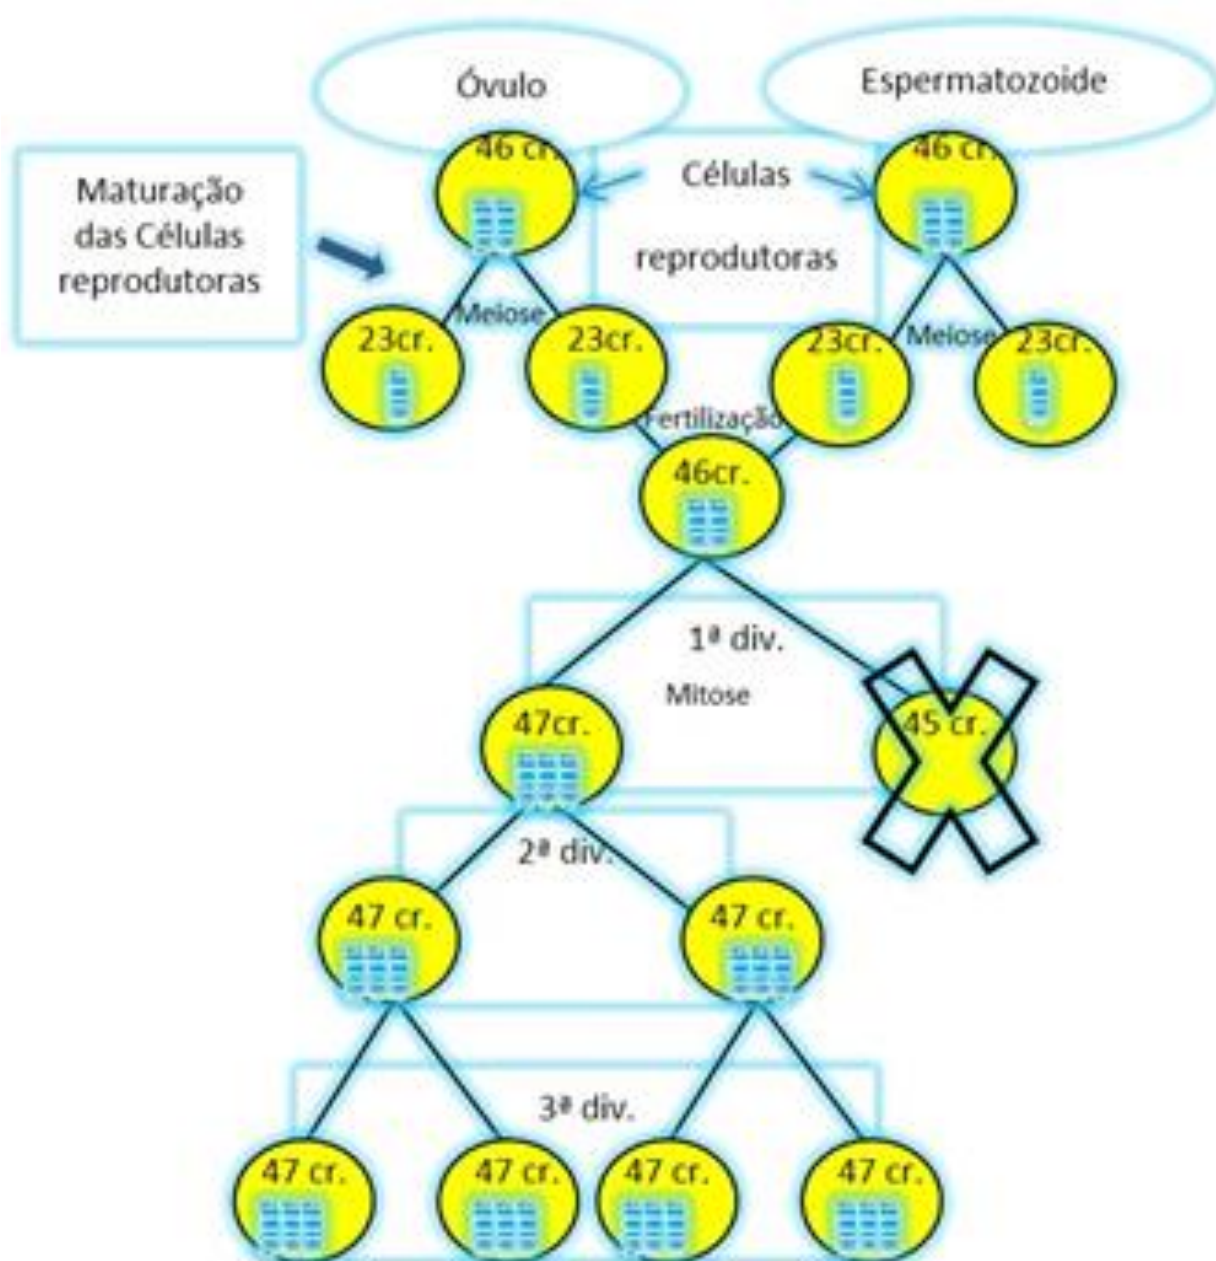 Óvulo
Espermatozoide
46 cr.
46 cr.
Maturação
das Células
reprodutoras
Células
reprodutoras
Meiose
Meiose
23cr.
23cr.
23cr.
23cr.
Fertilização
46cr.
1ª div.
Mitose
47cr.
45 cr.
2ª div.
47 cr.
47 cr.
3ª div.
47 cr.
47 cr.
47 cr.
47 cr.